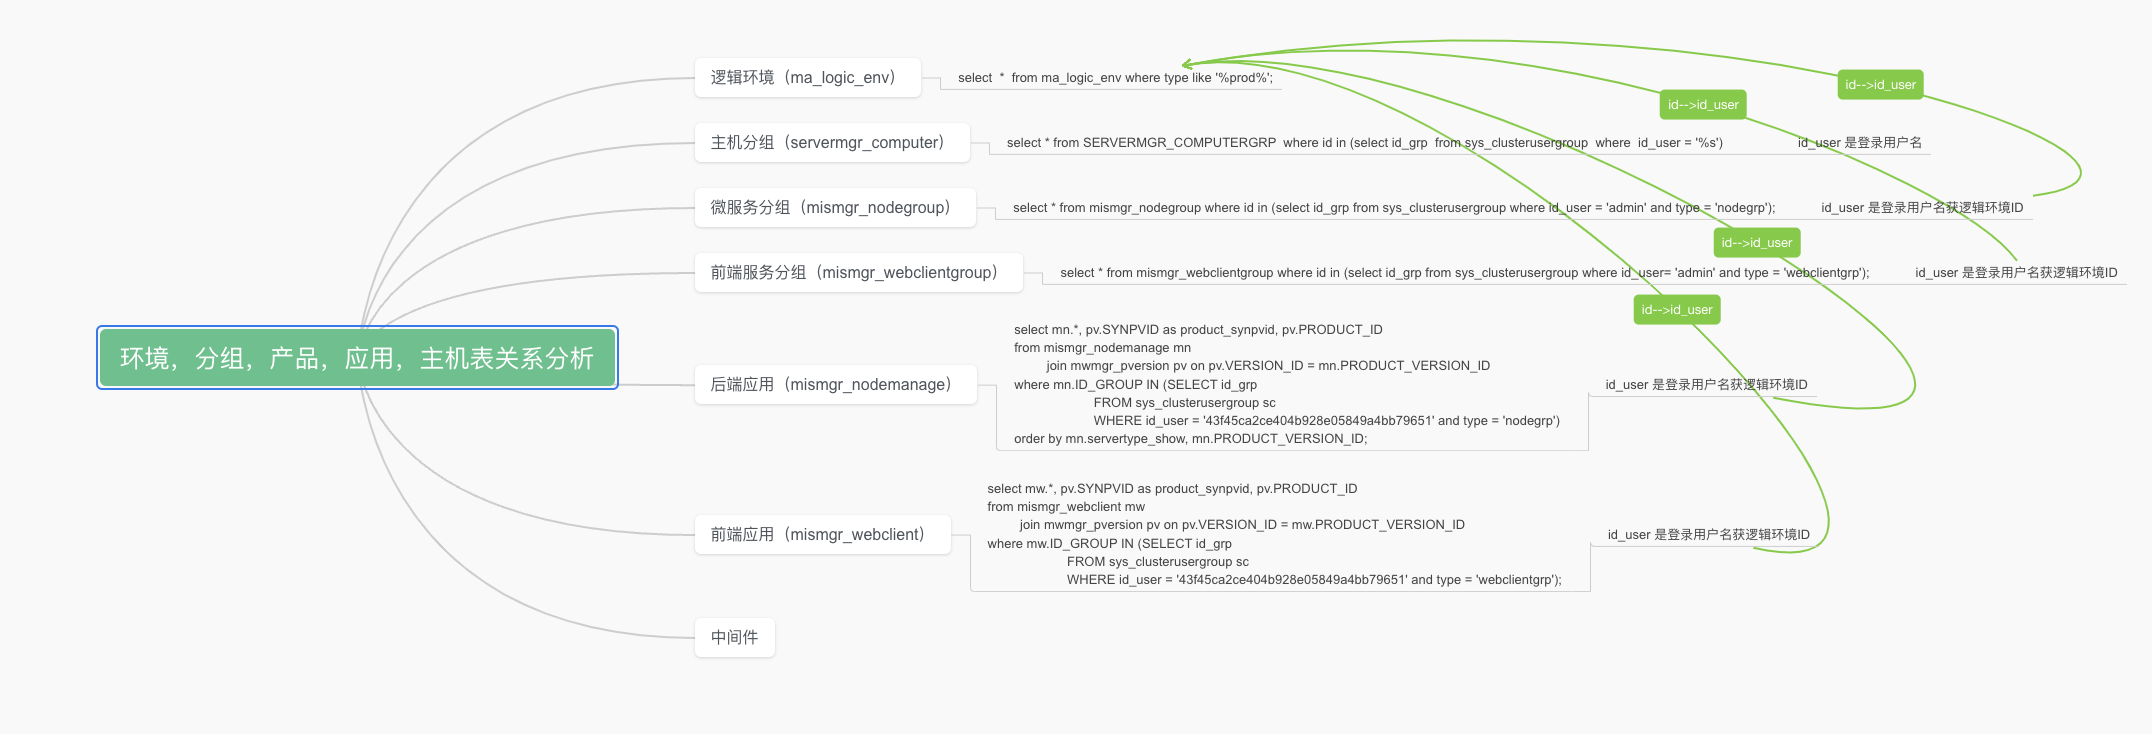 环境，分组，产品，应用，主机表关系分析
逻辑环境（ma_logic_env）
select  *  from ma_logic_env where type like '%prod%';
主机分组（servermgr_computer）
select * from SERVERMGR_COMPUTERGRP  where id in (select id_grp  from sys_clusterusergroup  where  id_user = '%s')
id_user 是登录用户名
微服务分组（mismgr_nodegroup）
select * from mismgr_nodegroup where id in (select id_grp from sys_clusterusergroup where id_user = 'admin' and type = 'nodegrp');
id_user 是登录用户名获逻辑环境ID
前端服务分组（mismgr_webclientgroup）
select * from mismgr_webclientgroup where id in (select id_grp from sys_clusterusergroup where id_user= 'admin' and type = 'webclientgrp');
id_user 是登录用户名获逻辑环境ID
后端应用（mismgr_nodemanage）
select mn.*, pv.SYNPVID as product_synpvid, pv.PRODUCT_ID
from mismgr_nodemanage mn
join mwmgr_pversion pv on pv.VERSION_ID = mn.PRODUCT_VERSION_ID
where mn.ID_GROUP IN (SELECT id_grp
FROM sys_clusterusergroup sc
WHERE id_user = '43f45ca2ce404b928e05849a4bb79651' and type = 'nodegrp')
order by mn.servertype_show, mn.PRODUCT_VERSION_ID;
id_user 是登录用户名获逻辑环境ID
前端应用（mismgr_webclient）
select mw.*, pv.SYNPVID as product_synpvid, pv.PRODUCT_ID
from mismgr_webclient mw
join mwmgr_pversion pv on pv.VERSION_ID = mw.PRODUCT_VERSION_ID
where mw.ID_GROUP IN (SELECT id_grp
FROM sys_clusterusergroup sc
WHERE id_user = '43f45ca2ce404b928e05849a4bb79651' and type = 'webclientgrp');
id_user 是登录用户名获逻辑环境ID
中间件
id-->id_user
id-->id_user
id-->id_user
id-->id_user